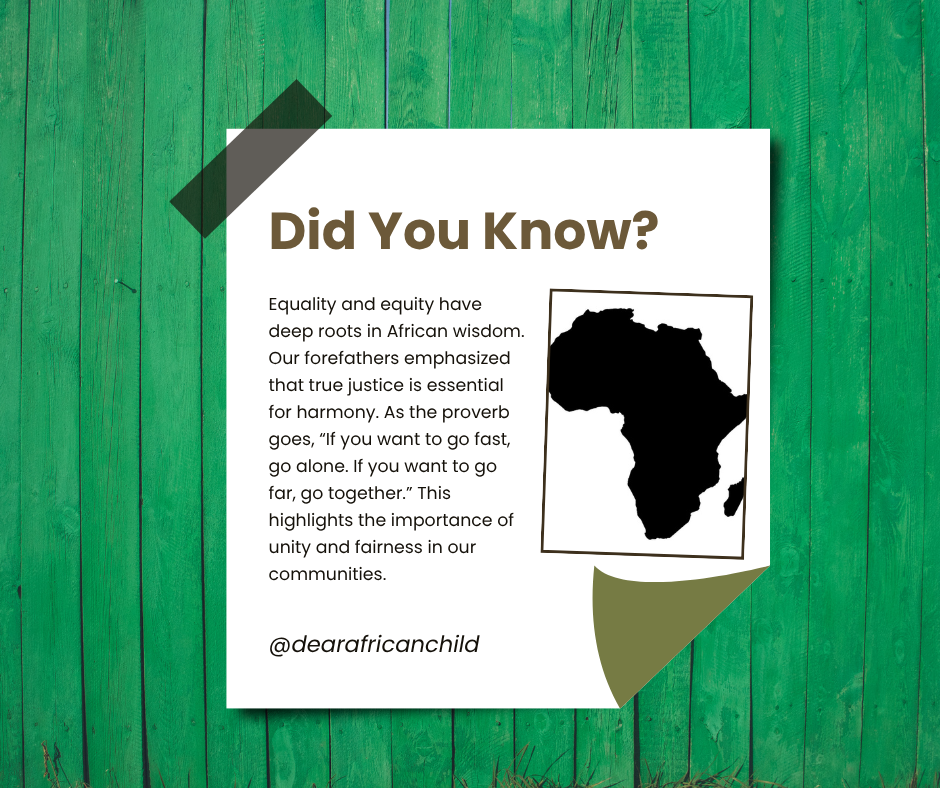 Did You Know?
Equality and equity have
deep roots in African wisdom.
Our forefathers emphasized
that true justice is essential
for harmony. As the proverb
goes, “If you want to go fast,
go alone. If you want to go
far, go together.” This
highlights the importance of
unity and fairness in our
communities.
@dearafricanchild